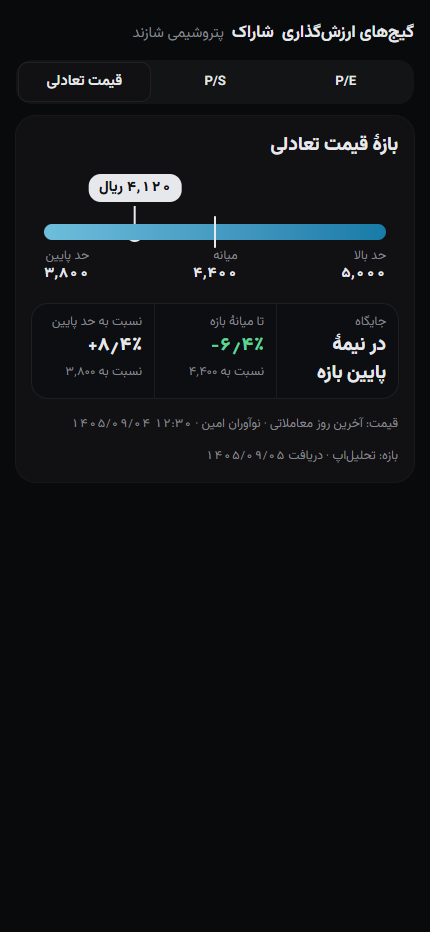 گیج‌های ارزش‌گذاری شاراک پتروشیمی شازند
P/E
P/S
قیمت تعادلی
بازهٔ قیمت تعادلی
۴,۱۲۰ ریال
حد بالا
۵,۰۰۰
میانه
۴,۴۰۰
حد پایین
۳,۸۰۰
جایگاه
در نیمهٔ
پایین بازه
تا میانهٔ بازه
-۶٫۴٪
نسبت به ۴,۴۰۰
نسبت به حد پایین
+۸٫۴٪
نسبت به ۳,۸۰۰
قیمت: آخرین روز معاملاتی · نوآوران امین · ۱۴۰۵/۰۹/۰۴ ۱۲:۳۰
بازه: تحلیل‌اپ · دریافت ۱۴۰۵/۰۹/۰۵